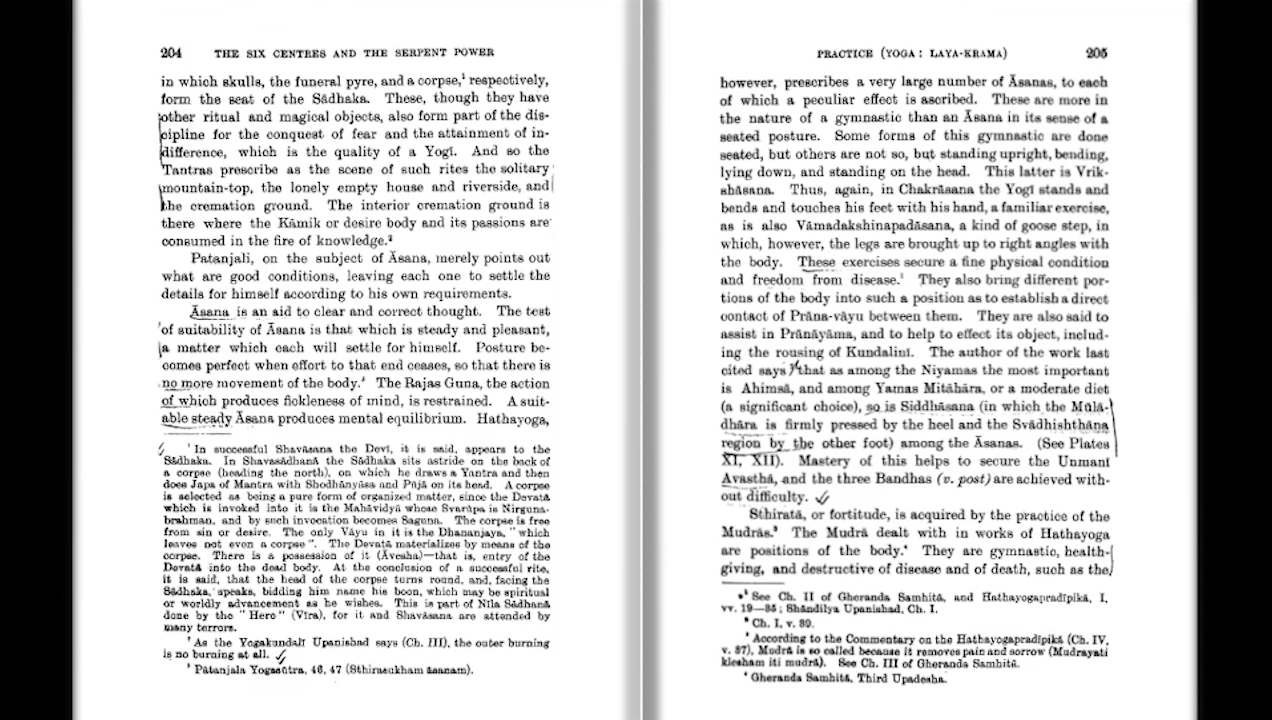 204 THE SIX CENTRES AND THE SERPENT POWER
in which skulls, the funeral pyre, and a corpse,¹ respectively,
form the seat of the Sādhaka. These, though they have
other ritual and magical objects, also form part of the dis-
cipline for the conquest of fear and the attainment of in-
difference, which is the quality of a Yogī. And so the
Tantras prescribe as the scene of such rites the solitary
mountain-top, the lonely empty house and riverside, and
the cremation ground. The interior cremation ground is
there where the Kāmik or desire body and its passions are
consumed in the fire of knowledge.²
Patanjali, on the subject of Āsana, merely points out
what are good conditions, leaving each one to settle the
details for himself according to his own requirements.
Āsana is an aid to clear and correct thought. The test
of suitability of Āsana is that which is steady and pleasant,
a matter which each will settle for himself. Posture be-
comes perfect when effort to that end ceases, so that there is
no more movement of the body.³ The Rajas Guna, the action
of which produces fickleness of mind, is restrained. A suit-
able steady Āsana produces mental equilibrium. Hathayoga,
¹ In successful Shavāsana the Devī, it is said, appears to the
Sādhaka. In Shavasādhanā the Sādhaka sits astride on the back of
a corpse (heading the north), on which he draws a Yantra and then
does Japa of Mantra with Shodhānyāsa and Pūjā on its head. A corpse
is selected as being a pure form of organized matter, since the Devatā
which is invoked into it is the Mahāvidyā whose Svarūpa is Nirguna-
brahman, and by such invocation becomes Saguna. The corpse is free
from sin or desire. The only Vāyu in it is the Dhananjaya, "which
leaves not even a corpse". The Devatā materializes by means of the
corpse. There is a possession of it (Āvesha)—that is, entry of the
Devatā into the dead body. At the conclusion of a successful rite,
it is said, that the head of the corpse turns round, and, facing the
Sādhaka, speaks, bidding him name his boon, which may be spiritual
or worldly advancement as he wishes. This is part of Nīla Sādhanā
done by the "Hero" (Vīra), for it and Shavāsana are attended by
many terrors.
² As the Yogakundalī Upanishad says (Ch. III), the outer burning
is no burning at all.
³ Pātanjala Yogasūtra, 46, 47 (Sthirasukham āsanam).
PRACTICE (YOGA: LAYA-KRAMA) 205
however, prescribes a very large number of Āsanas, to each
of which a peculiar effect is ascribed. These are more in
the nature of a gymnastic than an Āsana in its sense of a
seated posture. Some forms of this gymnastic are done
seated, but others are not so, but standing upright, bending,
lying down, and standing on the head. This latter is Vrik-
shāsana. Thus, again, in Chakrāsana the Yogī stands and
bends and touches his feet with his hand, a familiar exercise,
as is also Vāmadakshinapadāsana, a kind of goose step, in
which, however, the legs are brought up to right angles with
the body. These exercises secure a fine physical condition
and freedom from disease.¹ They also bring different por-
tions of the body into such a position as to establish a direct
contact of Prāna-vāyu between them. They are also said to
assist in Prānāyāma, and to help to effect its object, includ-
ing the rousing of Kundalinī. The author of the work last
cited says ² that as among the Niyamas the most important
is Ahimsā, and among Yamas Mitāhāra, or a moderate diet
(a significant choice), so is Siddhāsana (in which the Mūlā-
dhāra is firmly pressed by the heel and the Svādhishthāna
region by the other foot) among the Āsanas. (See Plates
XI, XII). Mastery of this helps to secure the Unmanī
Avasthā, and the three Bandhas (v. post) are achieved with-
out difficulty.
Sthiratā, or fortitude, is acquired by the practice of the
Mudrās.³ The Mudrā dealt with in works of Hathayoga
are positions of the body.⁴ They are gymnastic, health-
giving, and destructive of disease and of death, such as the
¹ See Ch. II of Gheranda Samhitā, and Hathayogapradīpikā, I,
vv. 19—35; Shāndilya Upanishad, Ch. I.
² Ch. I, v. 39.
³ According to the Commentary on the Hathayogapradīpikā (Ch. IV,
v. 37), Mudrā is so called because it removes pain and sorrow (Mudrayati
klesham iti mudrā). See Ch. III of Gheranda Samhitā.
⁴ Gheranda Samhitā, Third Upadesha.